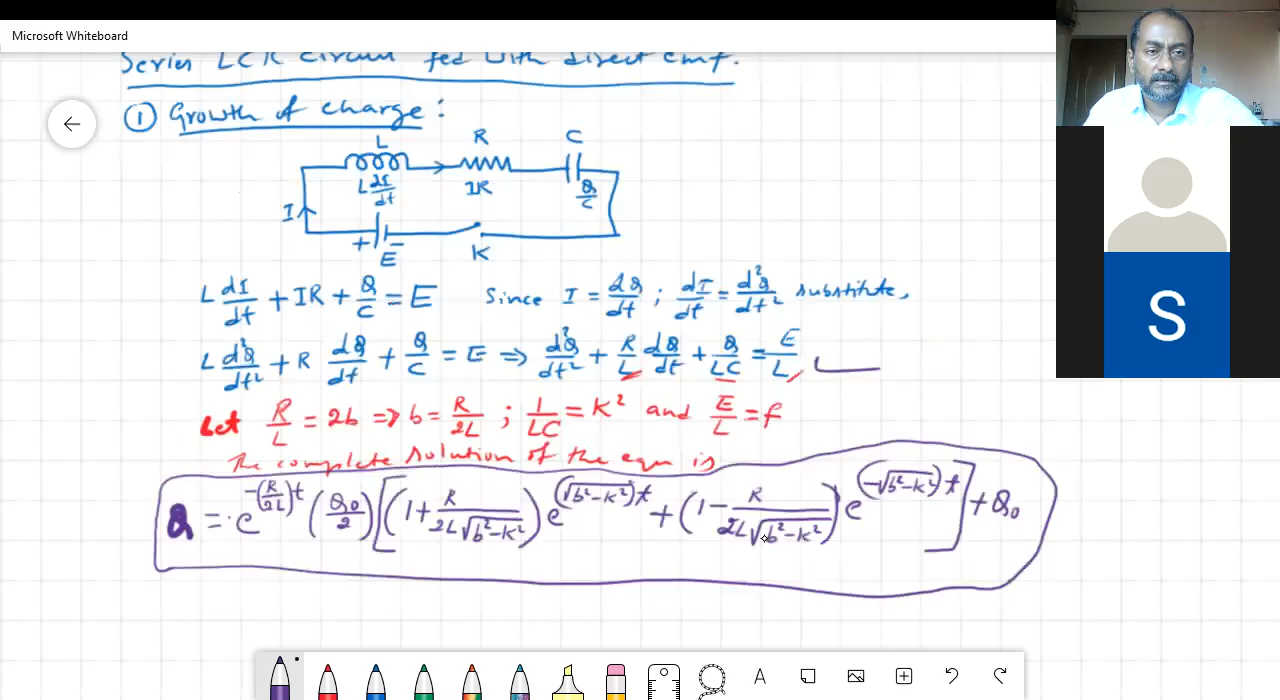 Microsoft Whiteboard
Series LCR Circuit fed with direct emf.
① Growth of charge :
L R C
L dI/dt IR Q/C
I
+ −
E K
L dI/dt + IR + Q/C = E Since I = dQ/dt ; dI/dt = d²Q/dt² substitute,
L d²Q/dt² + R dQ/dt + Q/C = E ⇒ d²Q/dt² + R/L dQ/dt + Q/LC = E/L,
Let R/L = 2b ⇒ b = R/2L ; 1/LC = K² and E/L = f
The complete solution of the eqn is
Q = e^(-(R/2L)t) (Q₀/2) [(1 + R/2L√(b²-K²)) e^((√(b²-K²))t) + (1 - R/2L√(b²-K²)) e^((-√(b²-K²))t)] + Q₀
S
A